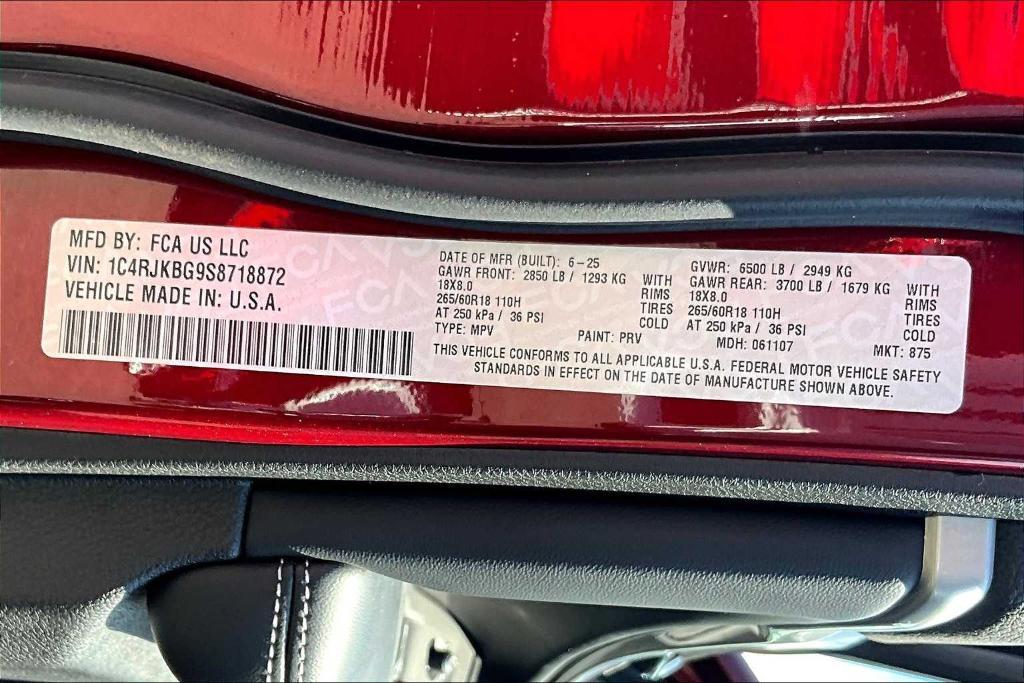 MFD BY: FCA US LLC
VIN: 1C4RJKBG9S8718872
VEHICLE MADE IN: U.S.A.
DATE OF MFR (BUILT): 6-25
GAWR FRONT: 2850 LB / 1293 KG WITH
18X8.0 RIMS
265/60R18 110H TIRES
AT 250 kPa / 36 PSI COLD
TYPE: MPV PAINT: PRV
GVWR: 6500 LB / 2949 KG
GAWR REAR: 3700 LB / 1679 KG WITH
18X8.0 RIMS
265/60R18 110H TIRES
AT 250 kPa / 36 PSI COLD
MDH: 061107 MKT: 875
THIS VEHICLE CONFORMS TO ALL APPLICABLE U.S.A. FEDERAL MOTOR VEHICLE SAFETY
STANDARDS IN EFFECT ON THE DATE OF MANUFACTURE SHOWN ABOVE.